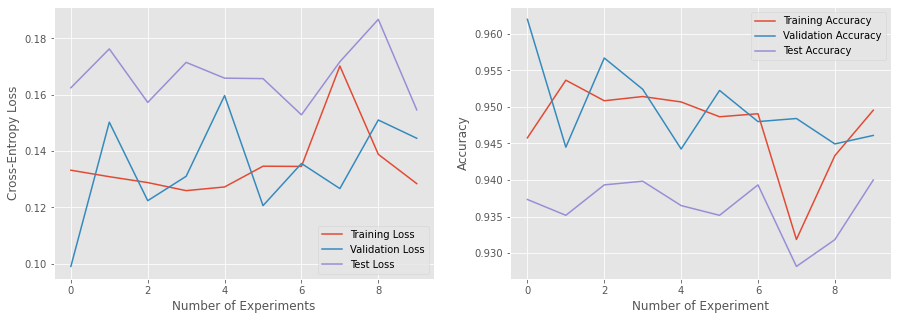 Cross-Entropy Loss
0.18
0.16
0.14
0.12
0.10
0 2 4 6 8
Number of Experiments
Training Loss
Validation Loss
Test Loss
Accuracy
0.960
0.955
0.950
0.945
0.940
0.935
0.930
0 2 4 6 8
Number of Experiment
Training Accuracy
Validation Accuracy
Test Accuracy